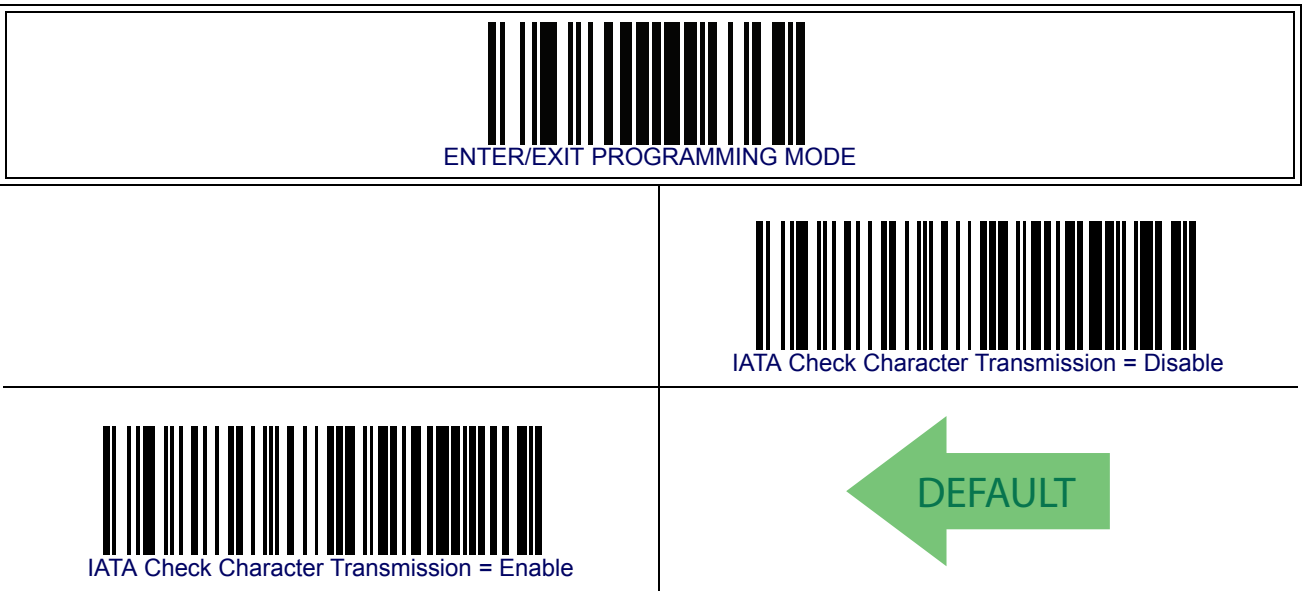 ENTER/EXIT PROGRAMMING MODE
IATA Check Character Transmission = Disable
IATA Check Character Transmission = Enable
DEFAULT